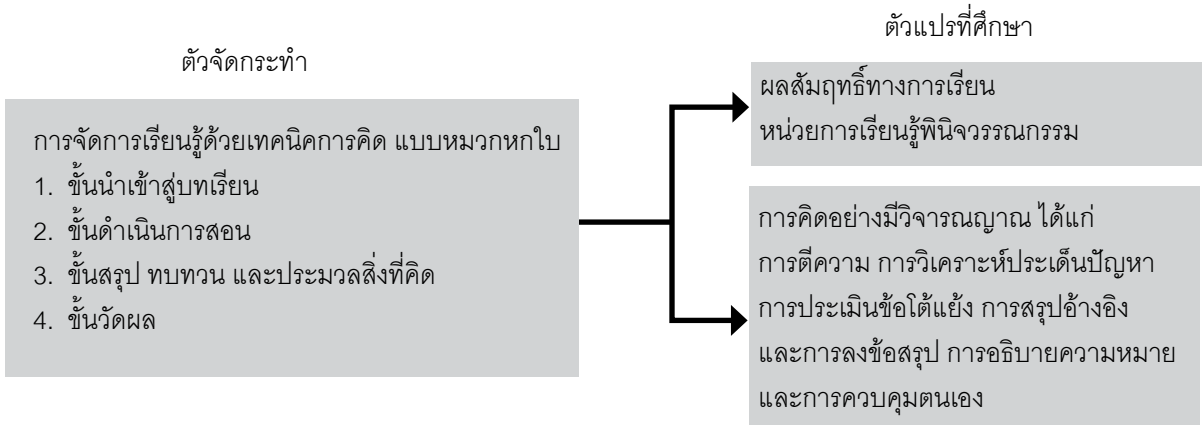 ตัวจัดกระทำ
การจัดการเรียนรู้ด้วยเทคนิคการคิด แบบหมวกหกใบ
1. ขั้นนำเข้าสู่บทเรียน
2. ขั้นดำเนินการสอน
3. ขั้นสรุป ทบทวน และประมวลสิ่งที่คิด
4. ขั้นวัดผล
ตัวแปรที่ศึกษา
ผลสัมฤทธิ์ทางการเรียน
หน่วยการเรียนรู้พินิจวรรณกรรม
การคิดอย่างมีวิจารณญาณ ได้แก่
การตีความ การวิเคราะห์ประเด็นปัญหา
การประเมินข้อโต้แย้ง การสรุปอ้างอิง
และการลงข้อสรุป การอธิบายความหมาย
และการควบคุมตนเอง